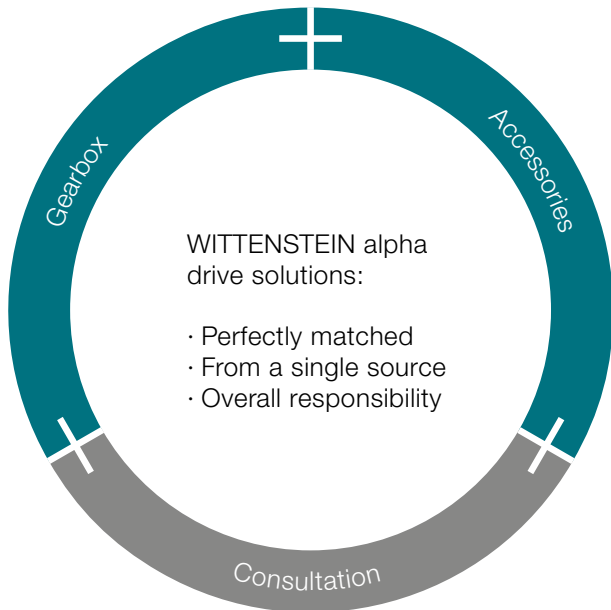 Gearbox
Accessories
WITTENSTEIN alpha
drive solutions:
· Perfectly matched
· From a single source
· Overall responsibility
Consultation